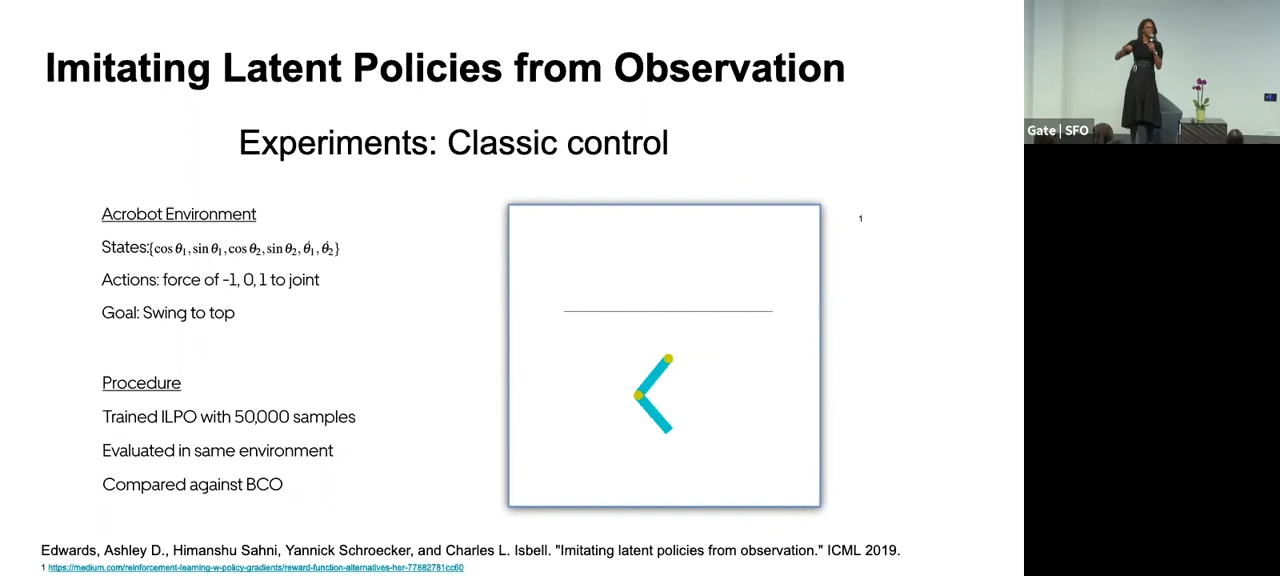 Imitating Latent Policies from Observation
Experiments: Classic control
Acrobot Environment
States:{cos θ₁, sin θ₁, cos θ₂, sin θ₂, θ̇₁, θ̇₂}
Actions: force of -1, 0, 1 to joint
Goal: Swing to top
Procedure
Trained ILPO with 50,000 samples
Evaluated in same environment
Compared against BCO
1
Edwards, Ashley D., Himanshu Sahni, Yannick Schroecker, and Charles L. Isbell. "Imitating latent policies from observation." ICML 2019.
1 https://medium.com/reinforcement-learning-w-policy-gradients/reward-function-alternatives-her-77882781cc60
Gate | SFO